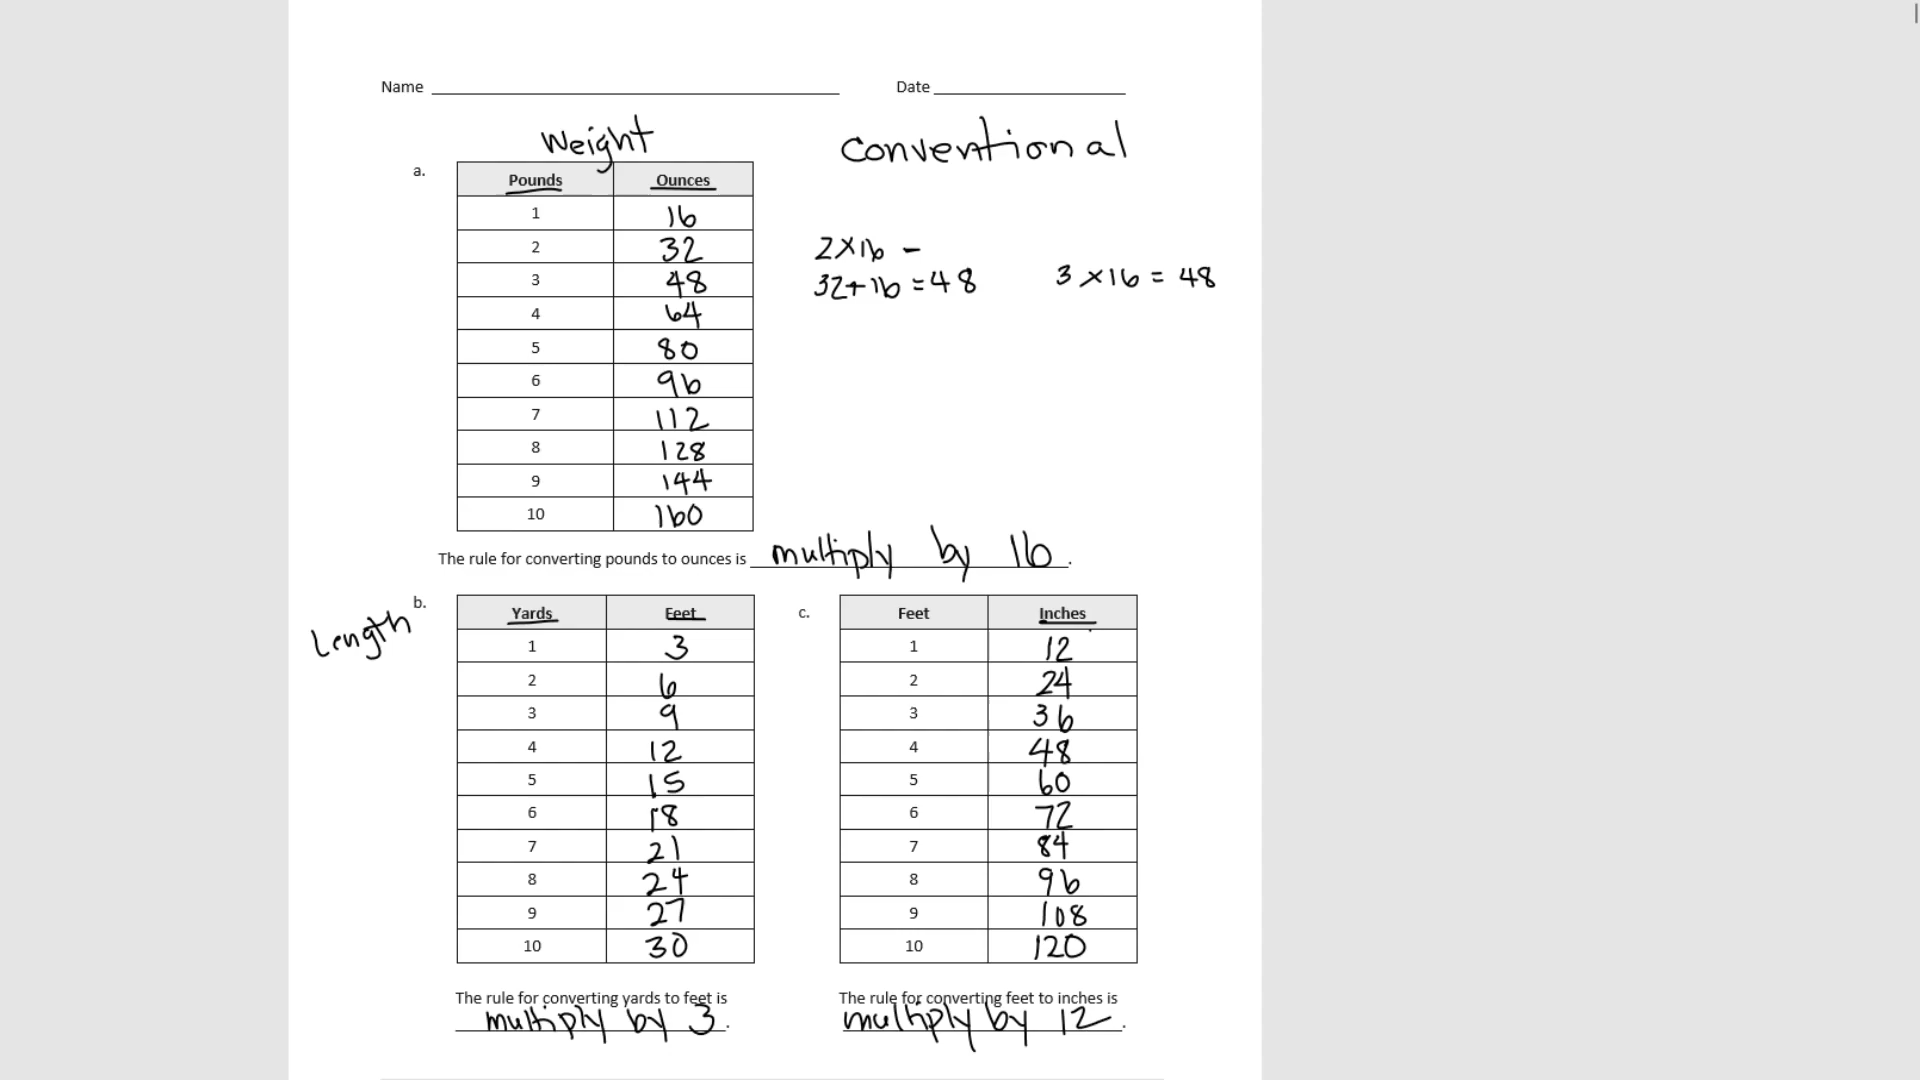 Name Date
Weight
Conventional
a.
Pounds Ounces
1 16
2 32
3 48
4 64
5 80
6 96
7 112
8 128
9 144
10 160
2×16 -
32+16=48 3×16=48
The rule for converting pounds to ounces is multiply by 16.
Length
b.
Yards Feet
1 3
2 6
3 9
4 12
5 15
6 18
7 21
8 24
9 27
10 30
The rule for converting yards to feet is
multiply by 3.
c.
Feet Inches
1 12
2 24
3 36
4 48
5 60
6 72
7 84
8 96
9 108
10 120
The rule for converting feet to inches is
multiply by 12.